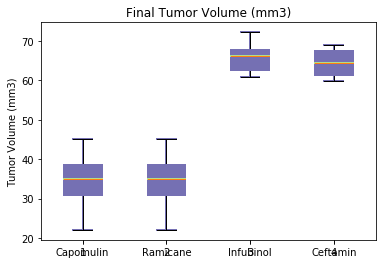 Final Tumor Volume (mm3)
Tumor Volume (mm3)
70
60
50
40
30
20
Capomulin Ramicane Infubinol Ceftamin
1 2 3 4